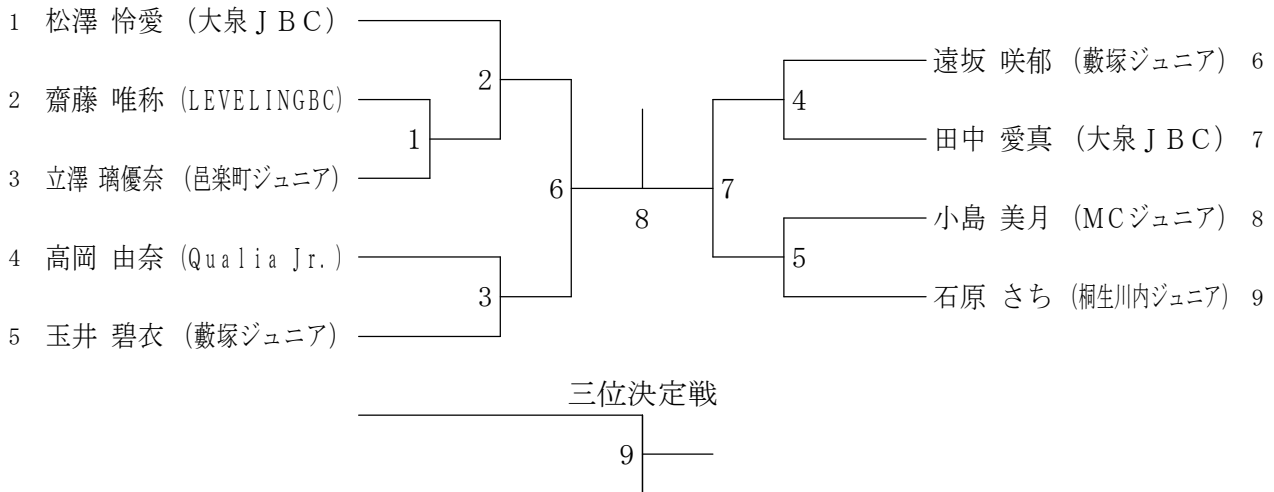 1 松澤 怜愛 (大泉ＪＢＣ)
2 齋藤 唯称 (LEVELINGBC)
3 立澤 璃優奈 (邑楽町ジュニア)
4 高岡 由奈 (Qualia Jr.)
5 玉井 碧衣 (藪塚ジュニア)
2
1
3
6
8
7
4
5
遠坂 咲郁 (藪塚ジュニア) 6
田中 愛真 (大泉ＪＢＣ) 7
小島 美月 (MCジュニア) 8
石原 さち (桐生川内ジュニア) 9
三位決定戦
9